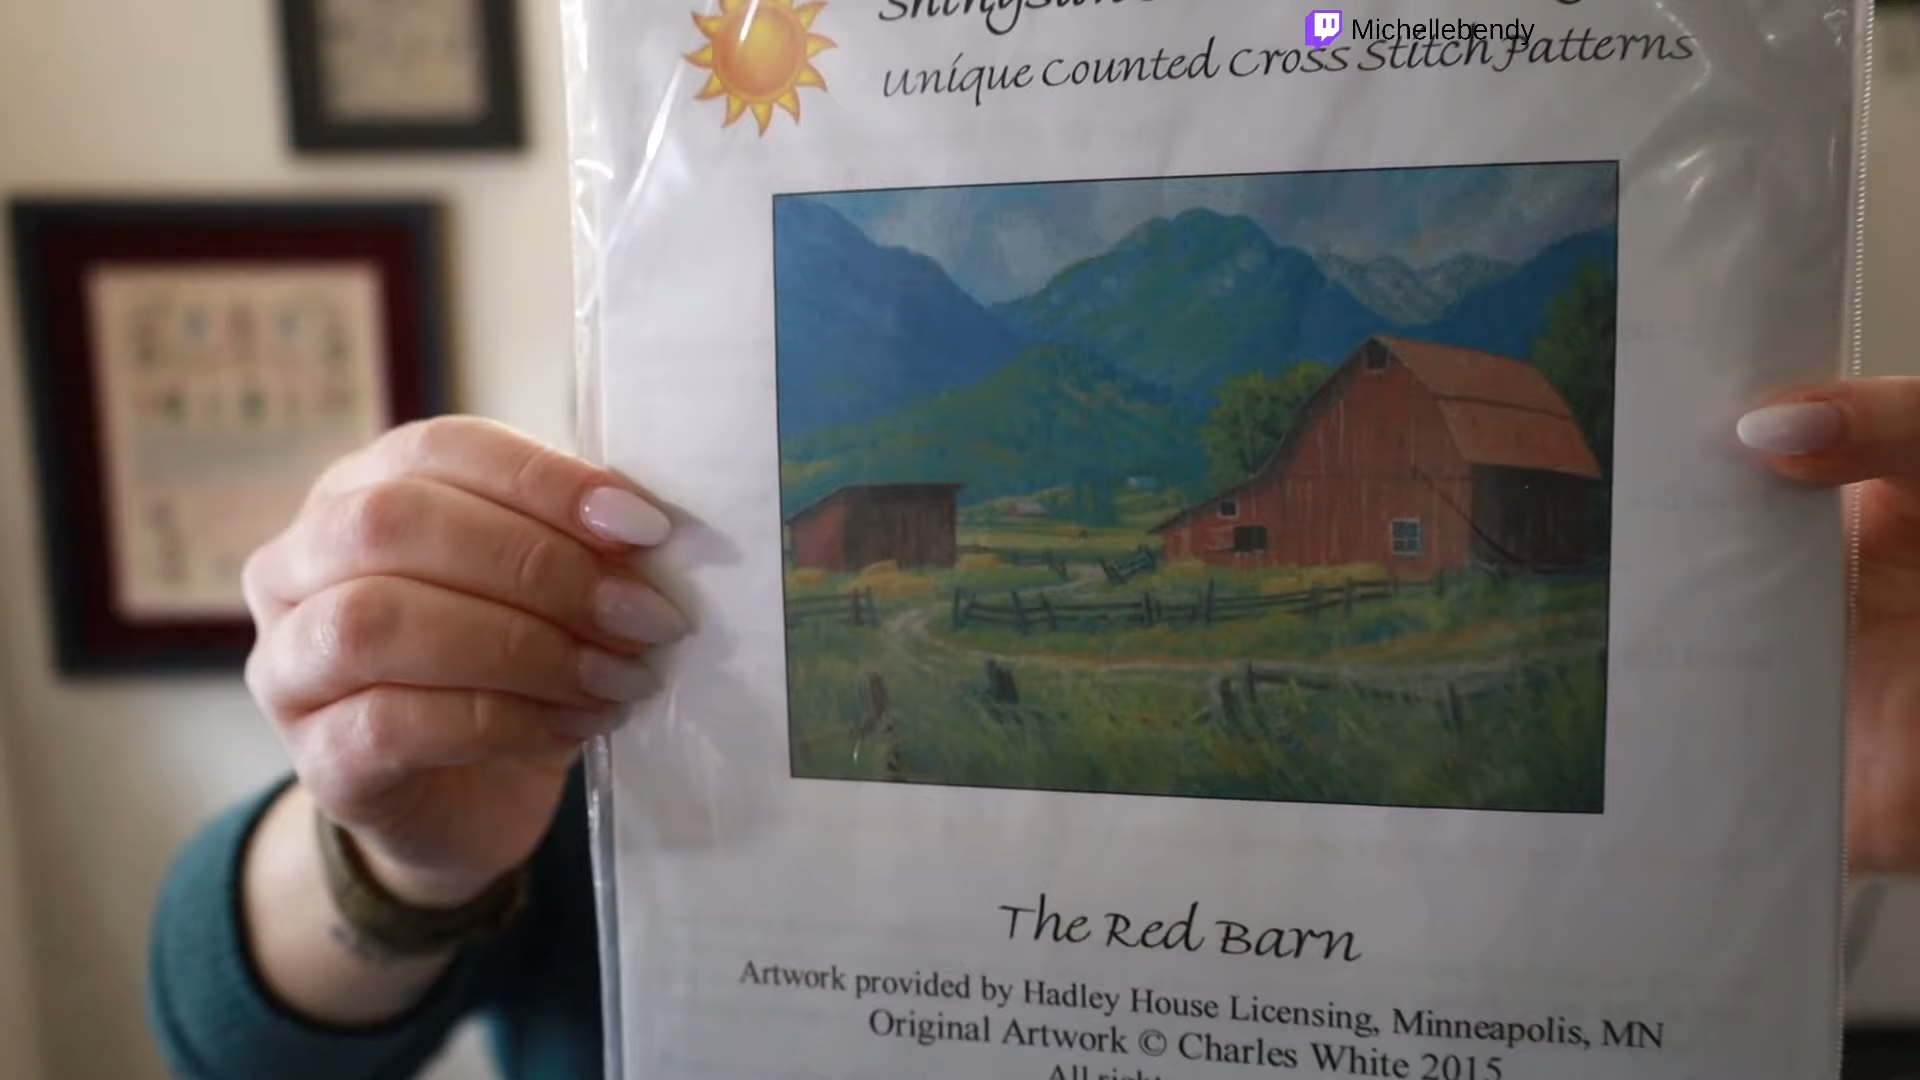 Michellebendy
Unique Counted Cross Stitch Patterns
The Red Barn
Artwork provided by Hadley House Licensing, Minneapolis, MN
Original Artwork © Charles White 2015